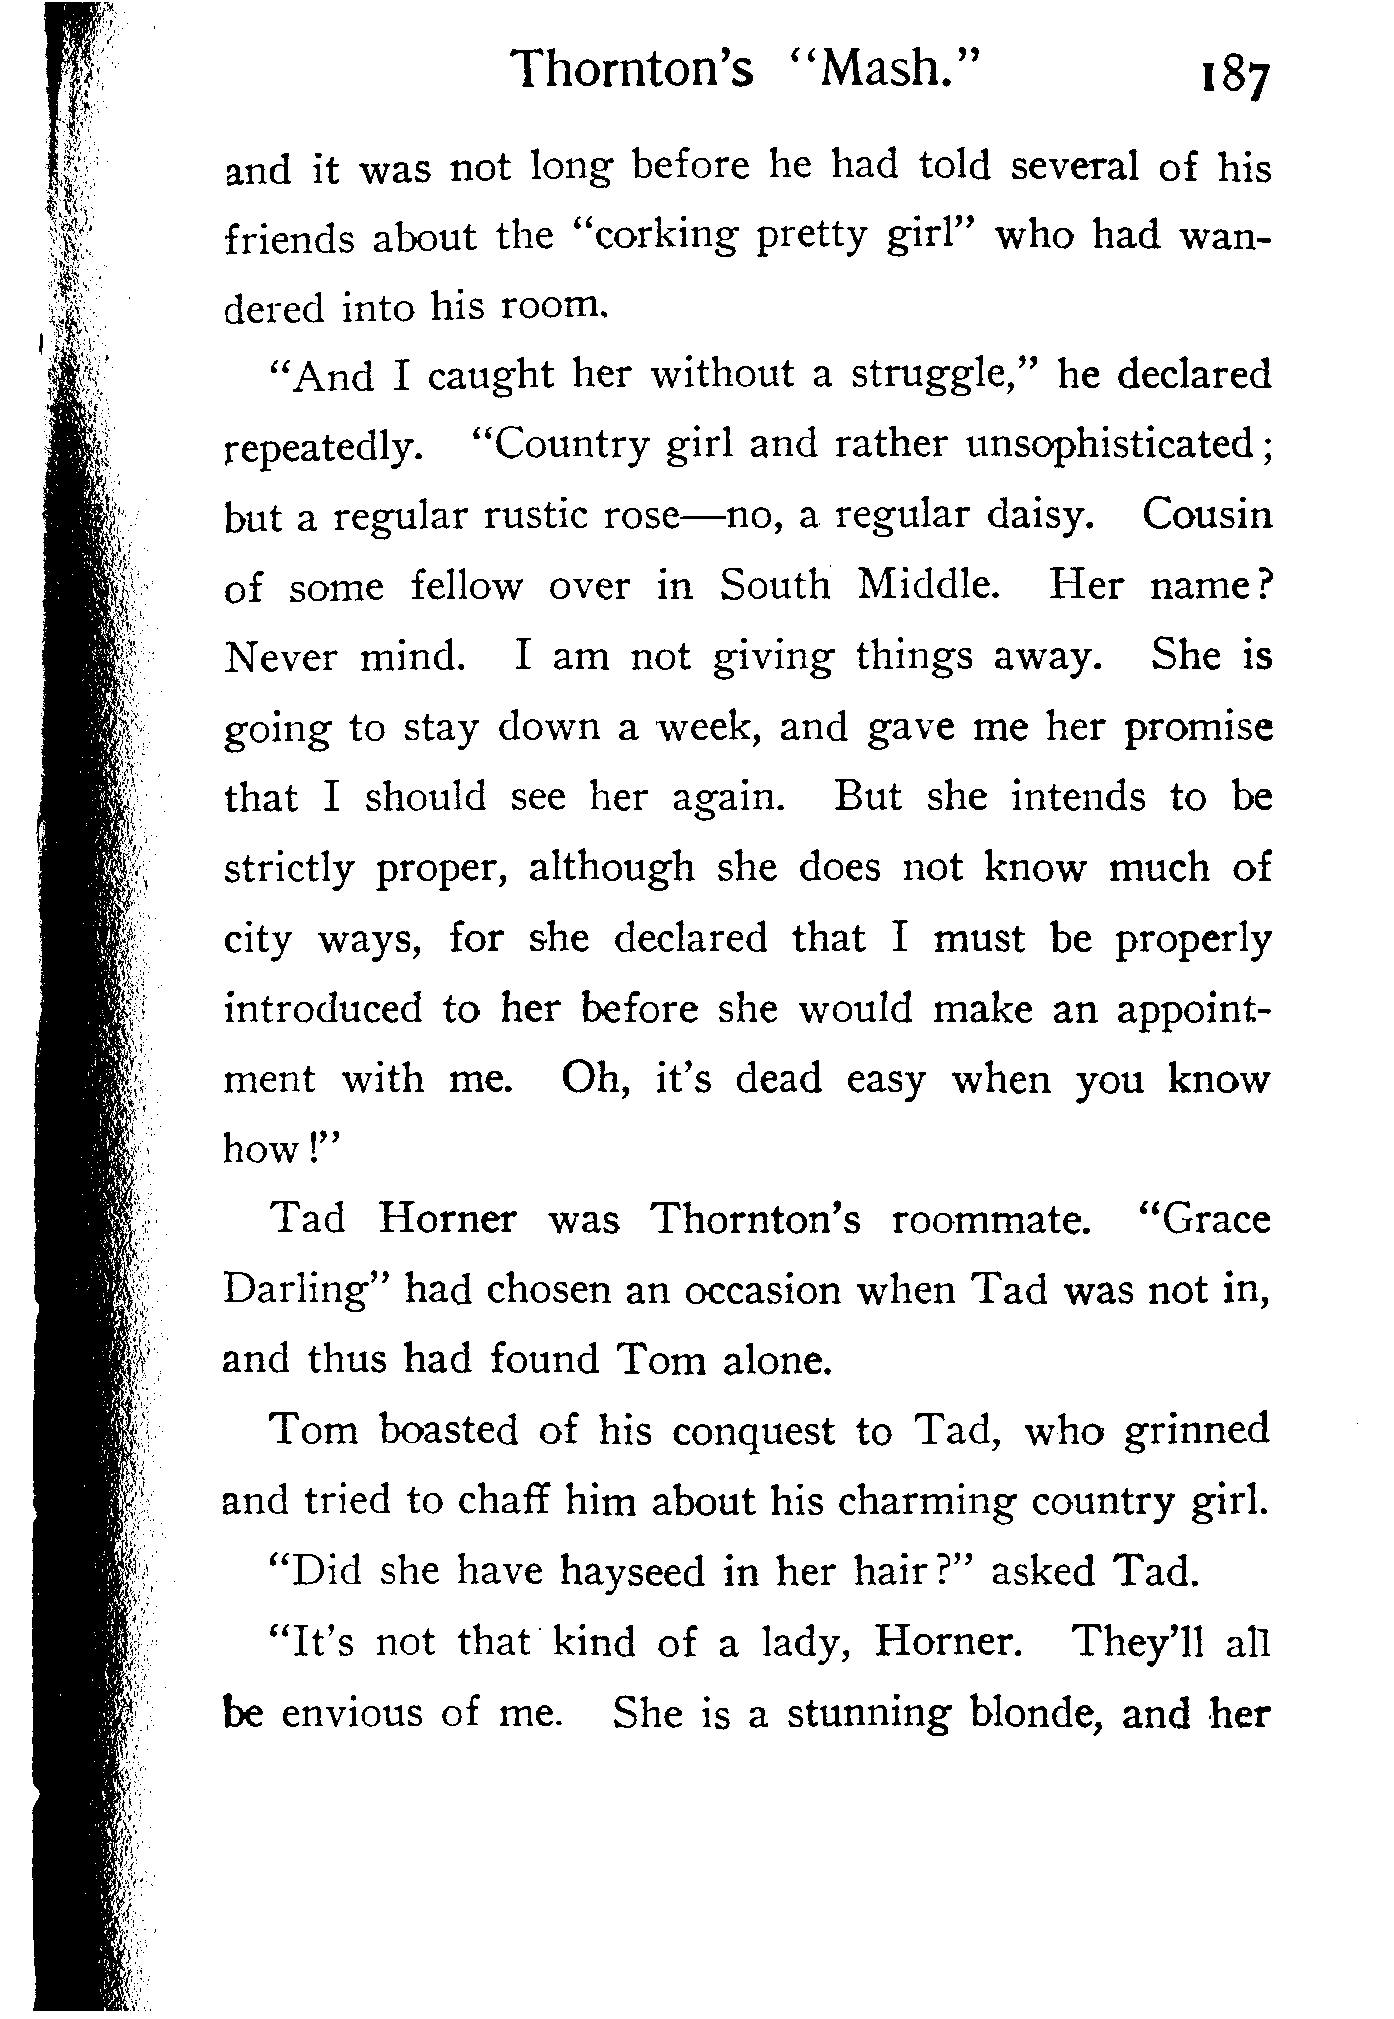 Thornton's "Mash." 187
and it was not long before he had told several of his
friends about the "corking pretty girl" who had wan-
dered into his room.
"And I caught her without a struggle," he declared
repeatedly. "Country girl and rather unsophisticated;
but a regular rustic rose—no, a regular daisy. Cousin
of some fellow over in South Middle. Her name?
Never mind. I am not giving things away. She is
going to stay down a week, and gave me her promise
that I should see her again. But she intends to be
strictly proper, although she does not know much of
city ways, for she declared that I must be properly
introduced to her before she would make an appoint-
ment with me. Oh, it's dead easy when you know
how!"
Tad Horner was Thornton's roommate. "Grace
Darling" had chosen an occasion when Tad was not in,
and thus had found Tom alone.
Tom boasted of his conquest to Tad, who grinned
and tried to chaff him about his charming country girl.
"Did she have hayseed in her hair?" asked Tad.
"It's not that kind of a lady, Horner. They'll all
be envious of me. She is a stunning blonde, and her